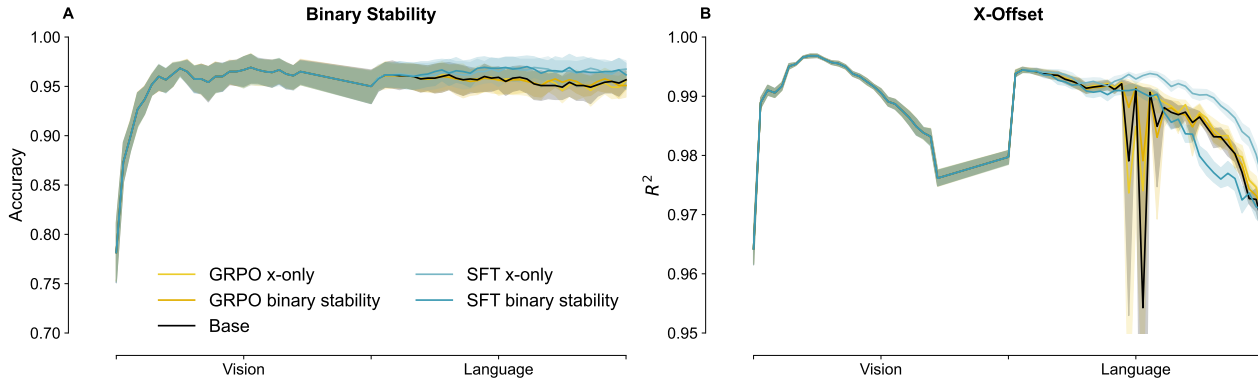 A
Binary Stability
1.00
0.95
0.90
0.85
0.80
0.75
0.70
Accuracy
GRPO x-only
GRPO binary stability
Base
SFT x-only
SFT binary stability
Vision
Language
B
X-Offset
1.00
0.99
0.98
0.97
0.96
0.95
R²
Vision
Language